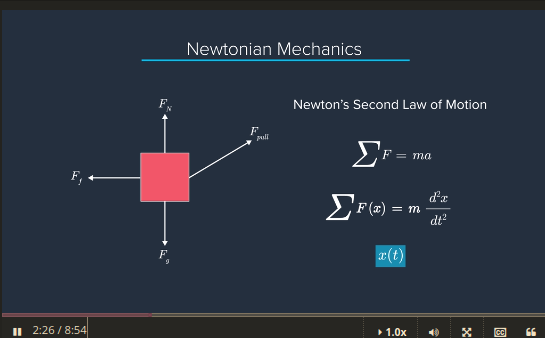 Newtonian Mechanics
F_N
F_pull
F_f
F_g
Newton's Second Law of Motion
∑F = ma
∑F(x) = m d²x/dt²
x(t)
2:26 / 8:54
1.0x
CC